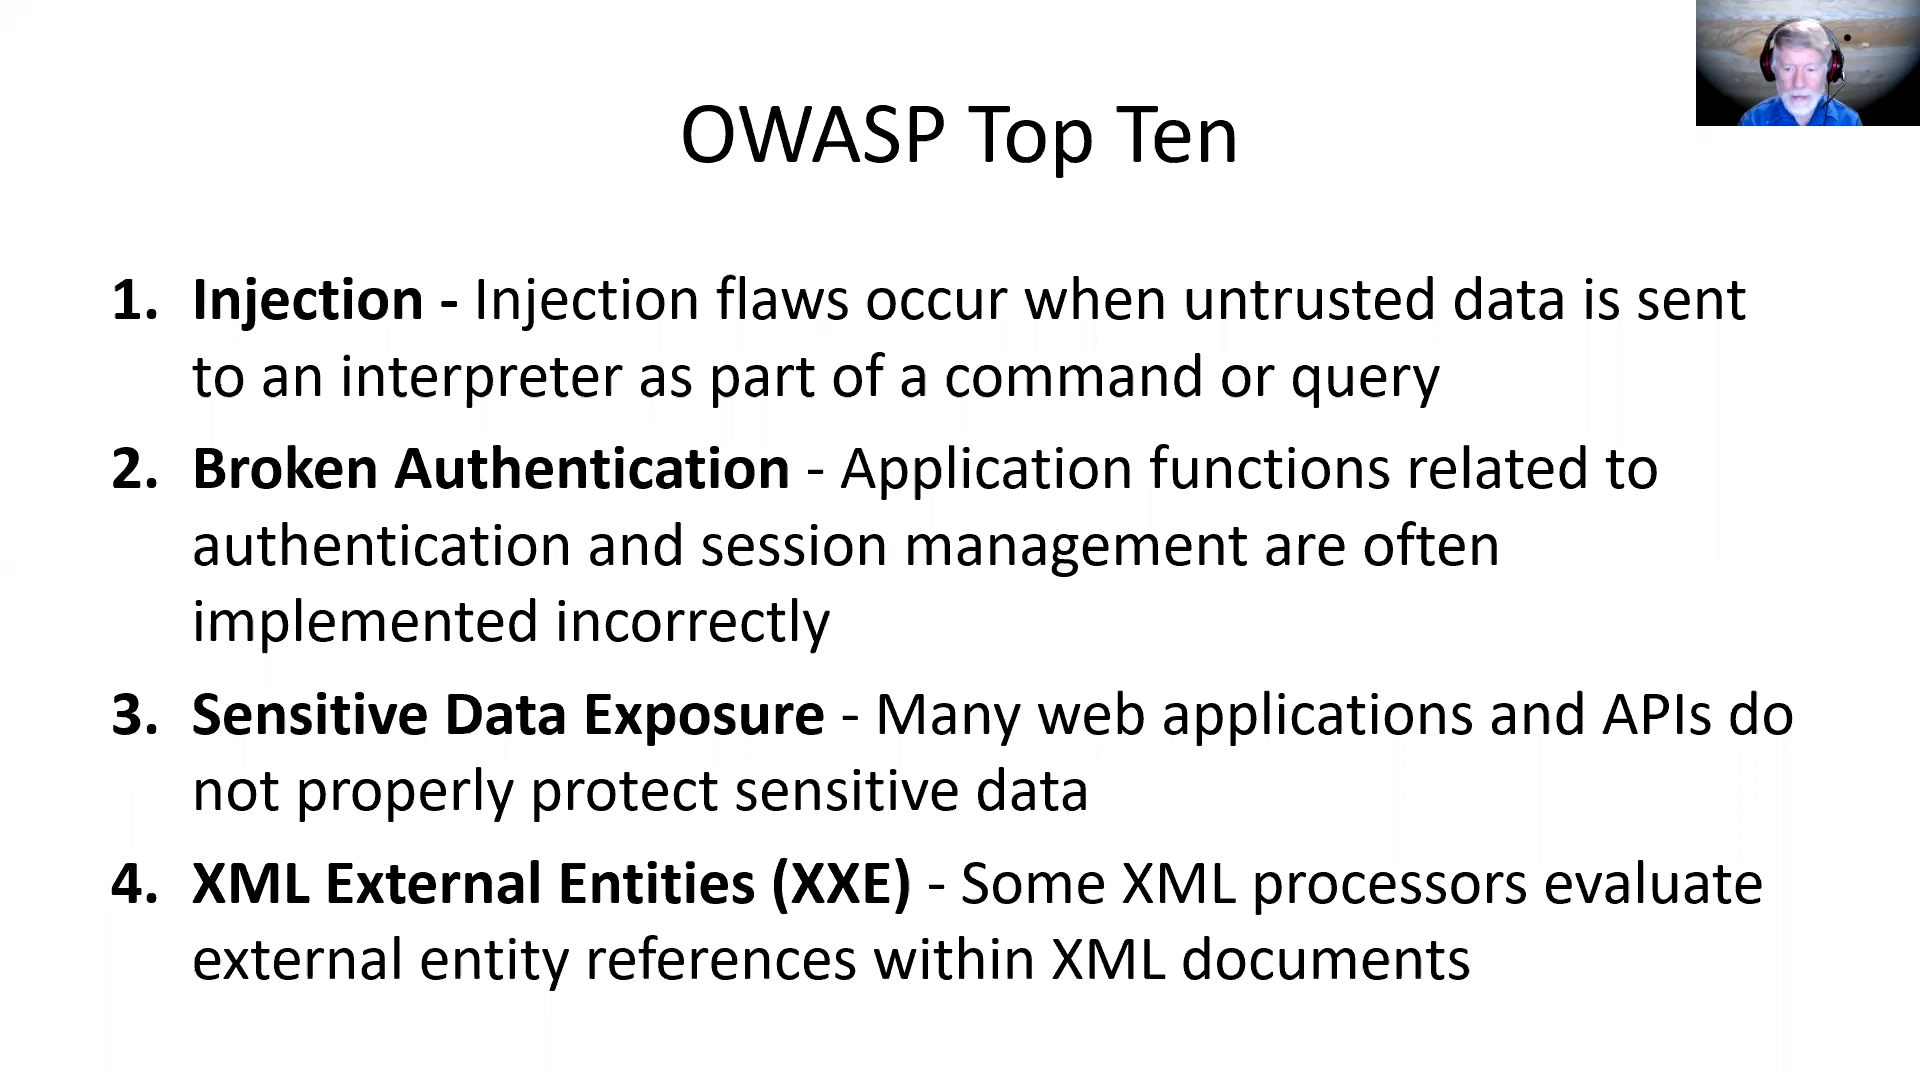 OWASP Top Ten
1. Injection - Injection flaws occur when untrusted data is sent
to an interpreter as part of a command or query
2. Broken Authentication - Application functions related to
authentication and session management are often
implemented incorrectly
3. Sensitive Data Exposure - Many web applications and APIs do
not properly protect sensitive data
4. XML External Entities (XXE) - Some XML processors evaluate
external entity references within XML documents